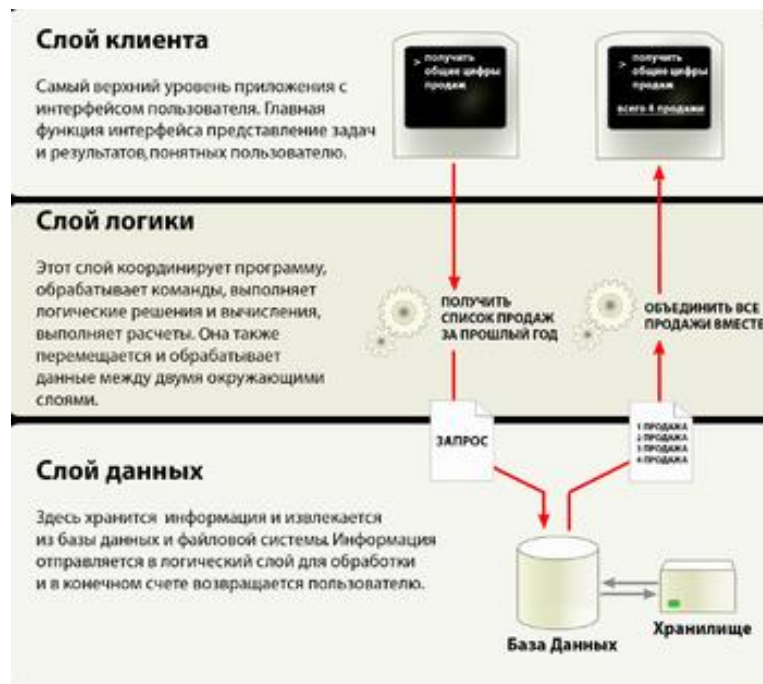 Слой клиента
Самый верхний уровень приложения с
интерфейсом пользователя. Главная
функция интерфейса представление задач
и результатов, понятных пользователю.
> получить
общие цифры
продаж
> получить
общие цифры
продаж
всего 4 продажи
Слой логики
Этот слой координирует программу,
обрабатывает команды, выполняет
логические решения и вычисления,
выполняет расчеты. Она также
перемещается и обрабатывает
данные между двумя окружающими
слоями.
ПОЛУЧИТЬ
СПИСОК ПРОДАЖ
ЗА ПРОШЛЫЙ ГОД
ОБЪЕДИНИТЬ ВСЕ
ПРОДАЖИ ВМЕСТЕ
ЗАПРОС
1 ПРОДАЖА
2 ПРОДАЖА
3 ПРОДАЖА
4 ПРОДАЖА
Слой данных
Здесь хранится информация и извлекается
из базы данных и файловой системы. Информация
отправляется в логический слой для обработки
и в конечном счете возвращается пользователю.
База Данных
Хранилище